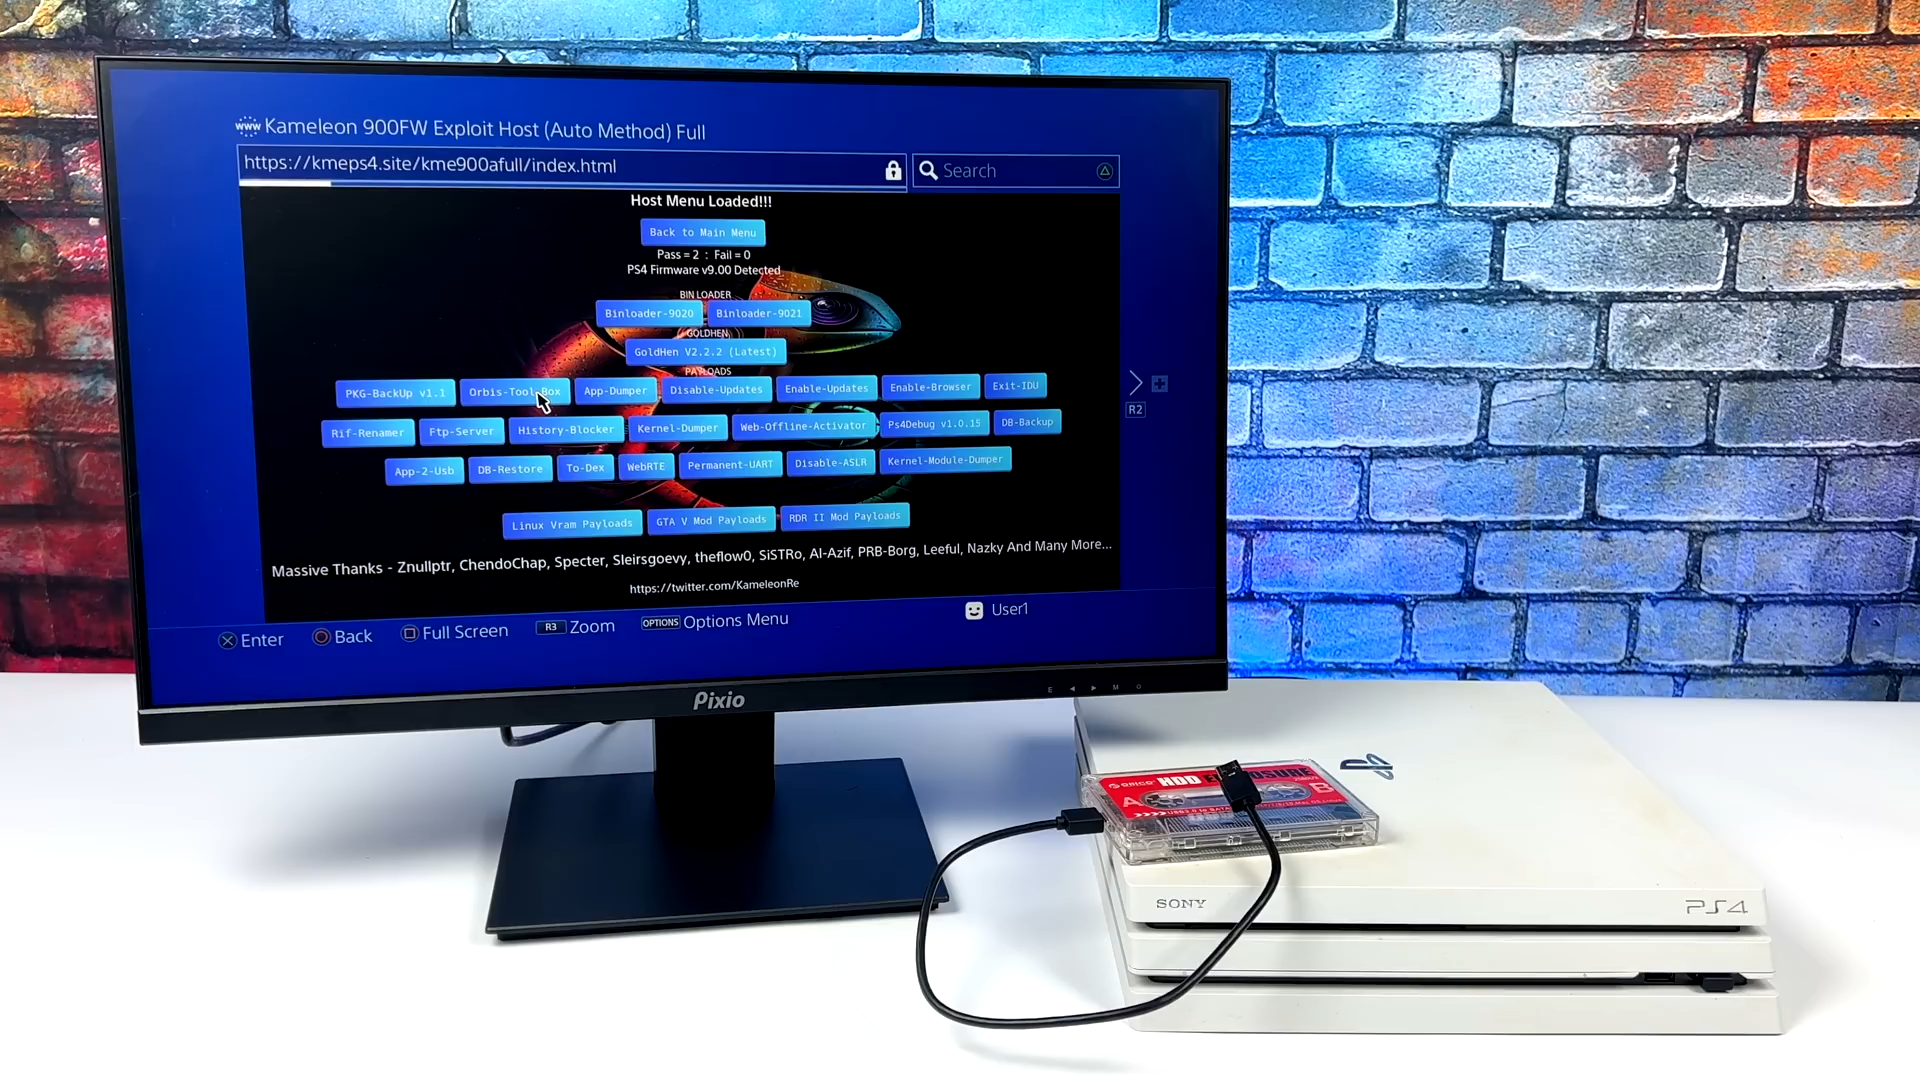 www Kameleon 900FW Exploit Host (Auto Method) Full
https://kmeps4.site/kme900afull/index.html
Search
Host Menu Loaded!!!
Back to Main Menu
Pass = 2 : Fail = 0
PS4 Firmware v9.00 Detected
BIN LOADER
Binloader-9020 Binloader-9021
GOLDHEN
GoldHen V2.2.2 (Latest)
PAYLOADS
PKG-BackUp v1.1 Orbis-Tool-Box App-Dumper Disable-Updates Enable-Updates Enable-Browser Exit-IDU
Rif-Renamer Ftp-Server History-Blocker Kernel-Dumper Web-Offline-Activator Ps4Debug v1.0.15 DB-Backup
App-2-Usb DB-Restore To-Dex WebRTE Permanent-UART Disable-ASLR Kernel-Module-Dumper
Linux Vram Payloads GTA V Mod Payloads RDR II Mod Payloads
Massive Thanks - Znullptr, ChendoChap, Specter, Sleirsgoevy, theflow0, SiSTRo, Al-Azif, PRB-Borg, Leeful, Nazky And Many More...
https://twitter.com/KameleonRe
R2
Enter Back Full Screen R3 Zoom OPTIONS Options Menu User1
Pixio
E M
ORICO HDD
A B
SONY PS4